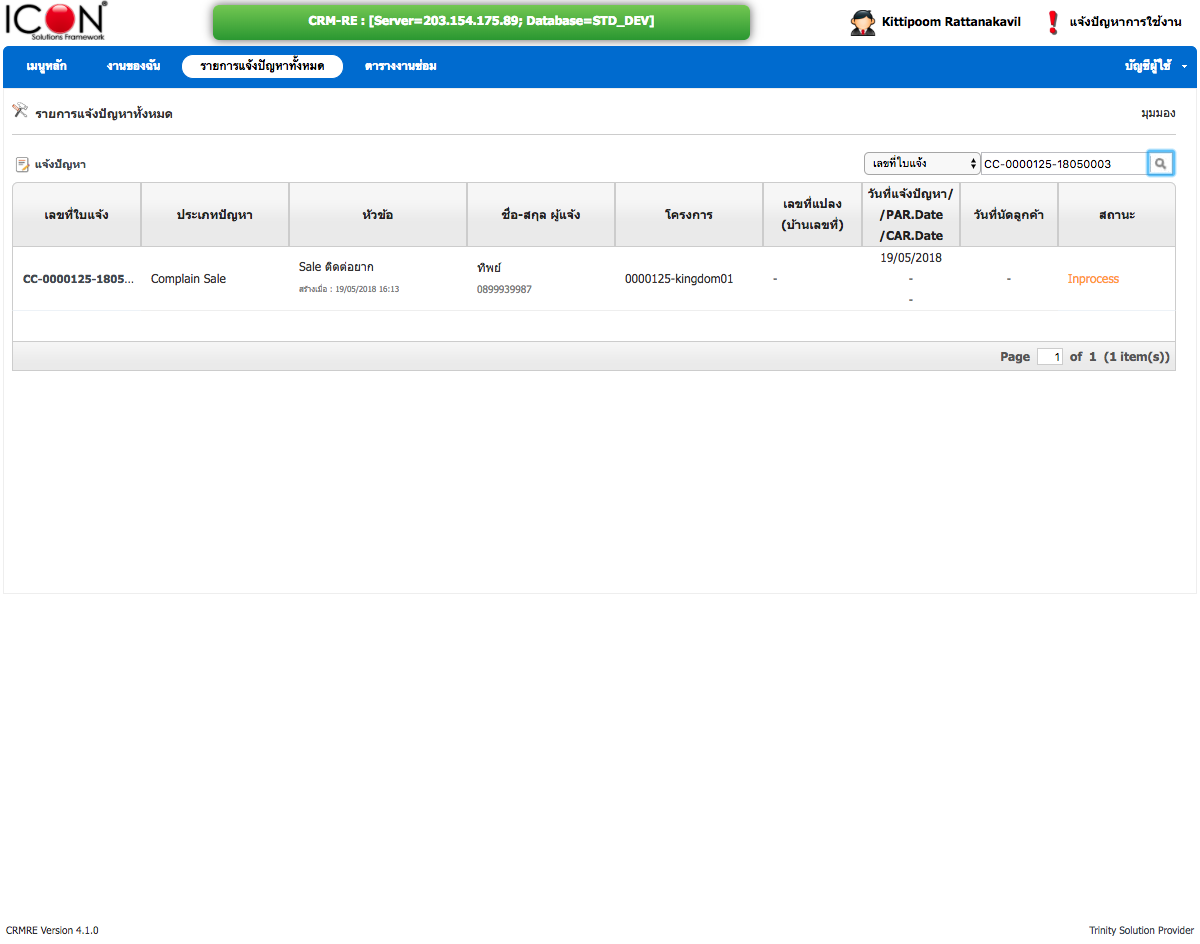 ICON®
Solutions Framework
CRM-RE : [Server=203.154.175.89; Database=STD_DEV]
Kittipoom Rattanakavil
แจ้งปัญหาการใช้งาน
เมนูหลัก
งานของฉัน
รายการแจ้งปัญหาทั้งหมด
ตารางงานซ่อม
บัญชีผู้ใช้
รายการแจ้งปัญหาทั้งหมด
มุมมอง
แจ้งปัญหา
เลขที่ใบแจ้ง
CC-0000125-18050003
เลขที่ใบแจ้ง
ประเภทปัญหา
หัวข้อ
ชื่อ-สกุล ผู้แจ้ง
โครงการ
เลขที่แปลง
(บ้านเลขที่)
วันที่แจ้งปัญหา/
/PAR.Date
/CAR.Date
วันที่นัดลูกค้า
สถานะ
CC-0000125-1805...
Complain Sale
Sale ติดต่อยาก
สร้างเมื่อ : 19/05/2018 16:13
ทิพย์
0899939987
0000125-kingdom01
-
19/05/2018
-
-
-
Inprocess
Page 1 of 1 (1 item(s))
CRMRE Version 4.1.0
Trinity Solution Provider